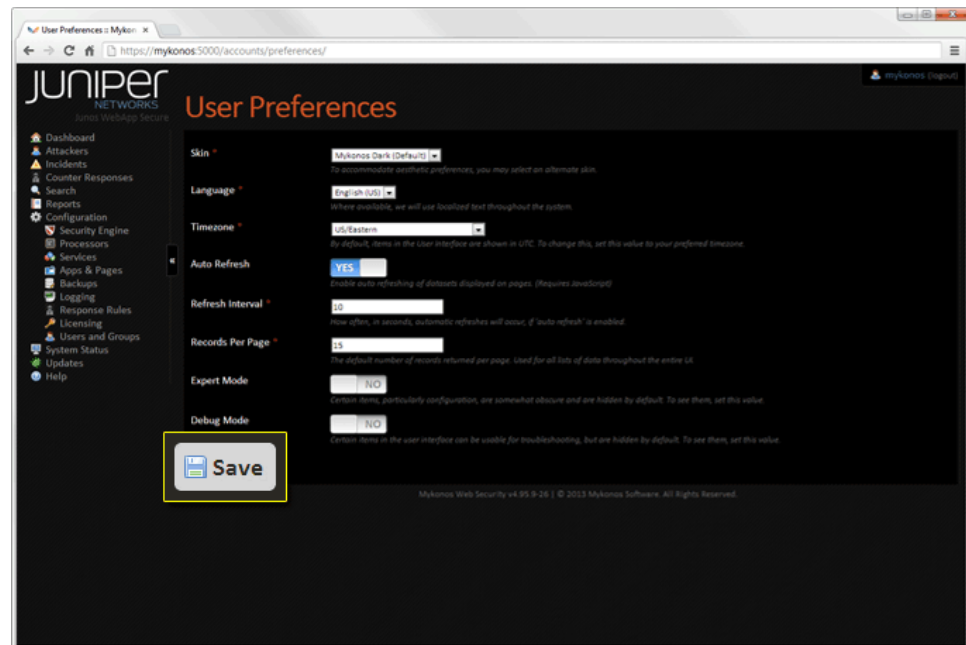 User Preferences :: Mykon
https://mykonos:5000/accounts/preferences/
JUNIPER
NETWORKS
Junos WebApp Secure
mykonos (logout)
User Preferences
Dashboard
Attackers
Incidents
Counter Responses
Search
Reports
Configuration
Security Engine
Processors
Services
Apps & Pages
Backups
Logging
Response Rules
Licensing
Users and Groups
System Status
Updates
Help
Skin *
Mykonos Dark (Default)
To accommodate aesthetic preferences, you may select an alternate skin.
Language *
English (US)
Where available, we will use localized text throughout the system.
Timezone *
US/Eastern
By default, items in the User Interface are shown in UTC. To change this, set this value to your preferred timezone.
Auto Refresh
YES
Enable auto refreshing of datasets displayed on pages. (Requires JavaScript)
Refresh Interval *
10
How often, in seconds, automatic refreshes will occur, if 'auto refresh' is enabled.
Records Per Page *
15
The default number of records returned per page. Used for all lists of data throughout the entire UI.
Expert Mode
NO
Certain items, particularly configuration, are somewhat obscure and are hidden by default. To see them, set this value.
Debug Mode
NO
Certain items in the user interface can be usable for troubleshooting, but are hidden by default. To see them, set this value.
Save
Mykonos Web Security v4.95.9-26 | © 2013 Mykonos Software. All Rights Reserved.